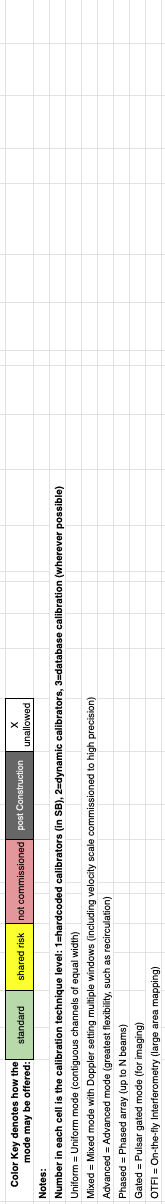 Color Key denotes how the
mode may be offered:
standard
shared risk
not commissioned
post Construction
X
unallowed
Notes:
Number in each cell is the calibration technique level: 1=hardcoded calibrators (in SB), 2=dynamic calibrators, 3=database calibration (wherever possible)
Uniform = Uniform mode (contiguous channels of equal width)
Mixed = Mixed mode with Doppler setting multiple windows (including velocity scale commissioned to high precision)
Advanced = Advanced mode (greatest flexibility, such as recirculation)
Phased = Phased array (up to N beams)
Gated = Pulsar gated mode (for imaging)
OTFI = On-the-fly Interferometry (large area mapping)